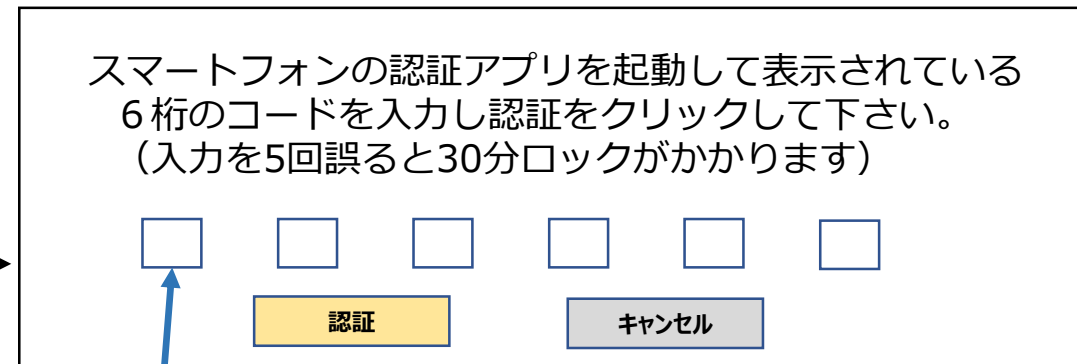 スマートフォンの認証アプリを起動して表示されている
６桁のコードを入力し認証をクリックして下さい。
（入力を5回誤ると30分ロックがかかります）
認証
キャンセル